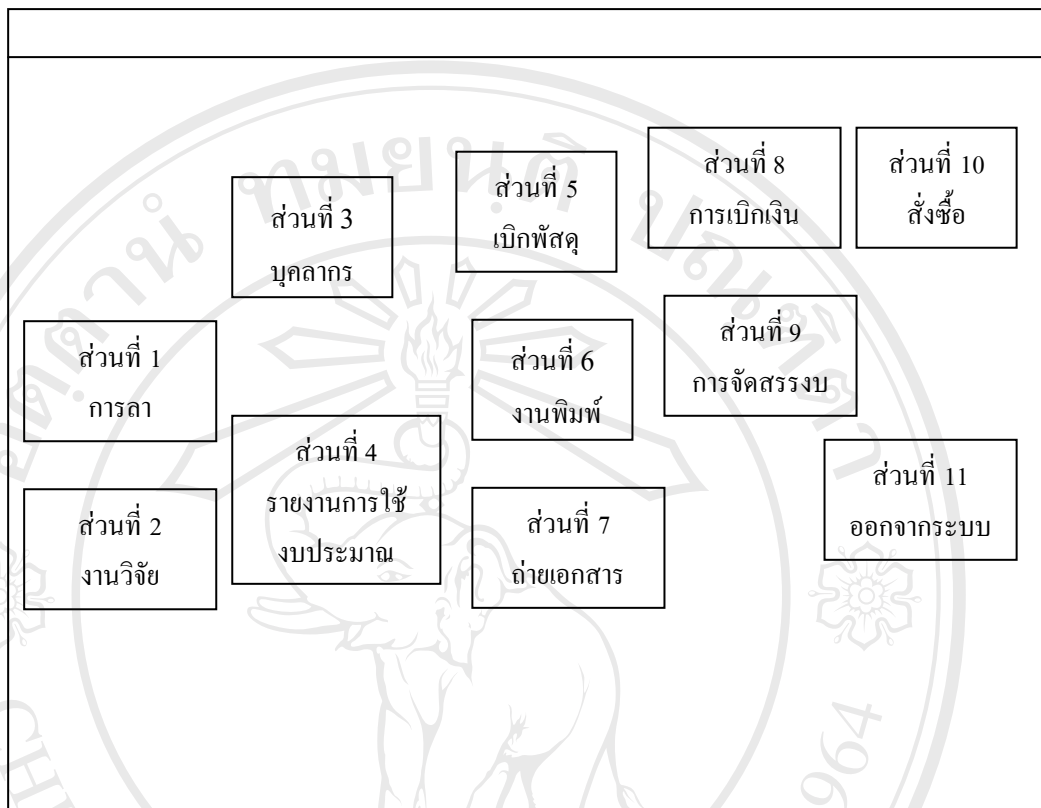 ส่วนที่ 1
การลา
ส่วนที่ 2
งานวิจัย
ส่วนที่ 3
บุคลากร
ส่วนที่ 4
รายงานการใช้
งบประมาณ
ส่วนที่ 5
เบิกพัสดุ
ส่วนที่ 6
งานพิมพ์
ส่วนที่ 7
ถ่ายเอกสาร
ส่วนที่ 8
การเบิกเงิน
ส่วนที่ 9
การจัดสรรงบ
ส่วนที่ 10
สั่งซื้อ
ส่วนที่ 11
ออกจากระบบ